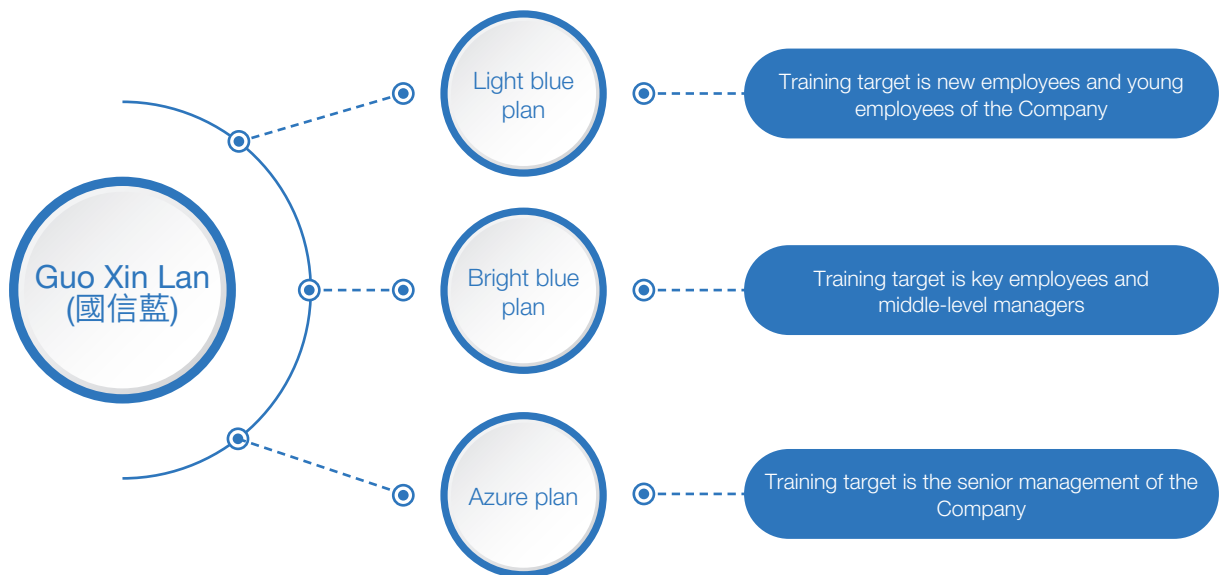 Guo Xin Lan
(國信藍)
Light blue
plan
Training target is new employees and young
employees of the Company
Bright blue
plan
Training target is key employees and
middle-level managers
Azure plan
Training target is the senior management of the
Company